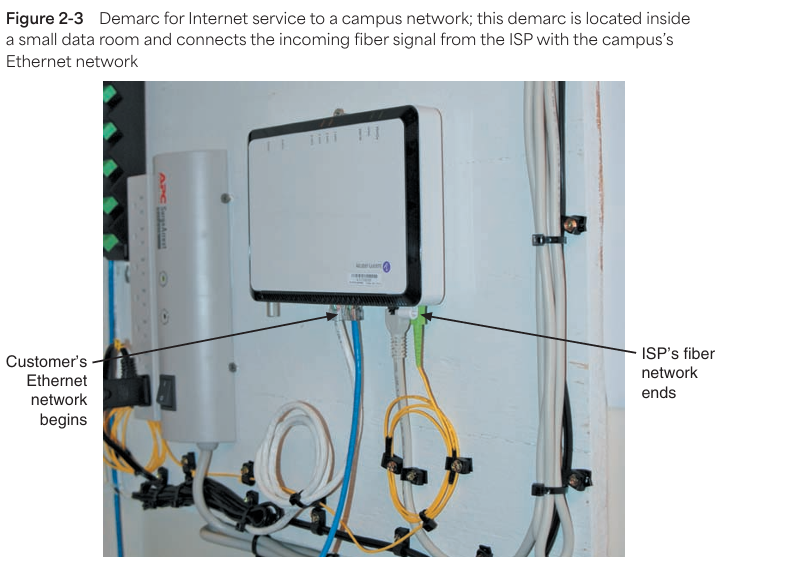 Figure 2-3 Demarc for Internet service to a campus network; this demarc is located inside
a small data room and connects the incoming fiber signal from the ISP with the campus's
Ethernet network
APC
Customer's
Ethernet
network
begins
ISP's fiber
network
ends